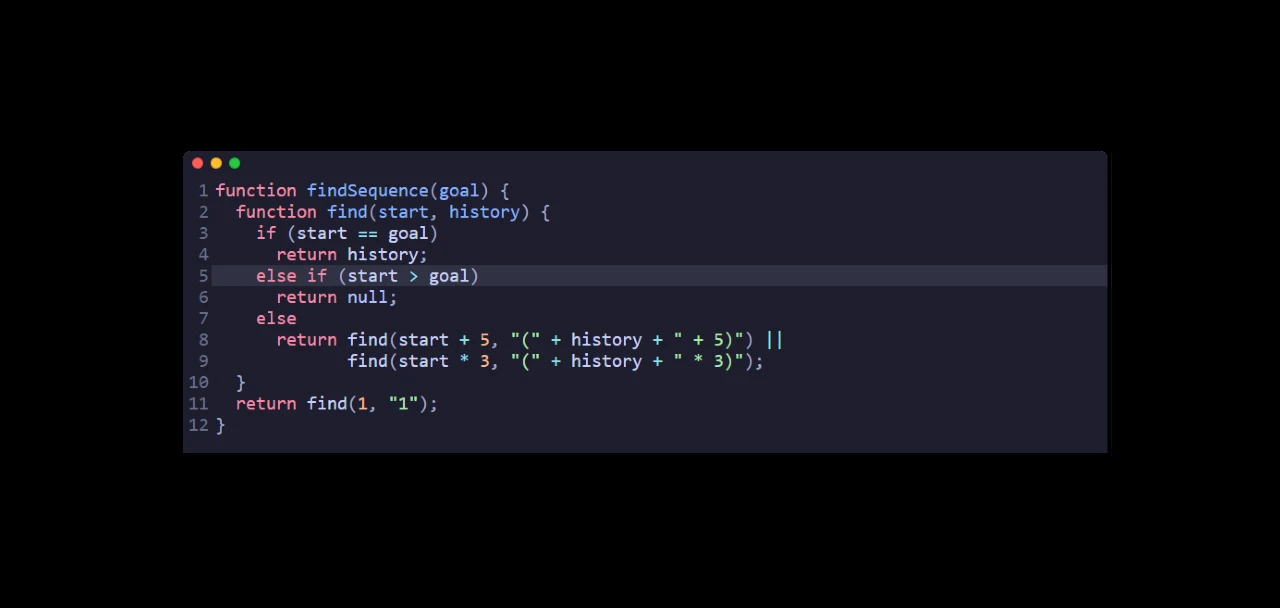 1 function findSequence(goal) {
2   function find(start, history) {
3     if (start == goal)
4       return history;
5     else if (start > goal)
6       return null;
7     else
8       return find(start + 5, "(" + history + " + 5)") ||
9              find(start * 3, "(" + history + " * 3)");
10   }
11   return find(1, "1");
12 }